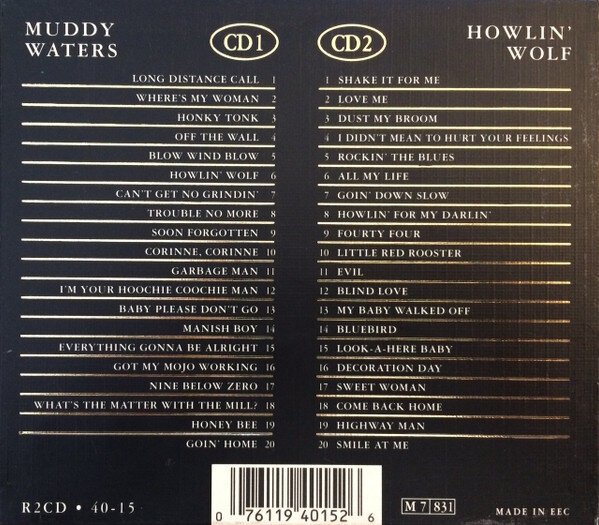 MUDDY
WATERS
CD1
LONG DISTANCE CALL 1
WHERE'S MY WOMAN 2
HONKY TONK 3
OFF THE WALL 4
BLOW WIND BLOW 5
HOWLIN' WOLF 6
CAN'T GET NO GRINDIN' 7
TROUBLE NO MORE 8
SOON FORGOTTEN 9
CORINNE, CORINNE 10
GARBAGE MAN 11
I'M YOUR HOOCHIE COOCHIE MAN 12
BABY PLEASE DON'T GO 13
MANISH BOY 14
EVERYTHING GONNA BE ALRIGHT 15
GOT MY MOJO WORKING 16
NINE BELOW ZERO 17
WHAT'S THE MATTER WITH THE MILL? 18
HONEY BEE 19
GOIN' HOME 20
CD2
HOWLIN'
WOLF
1 SHAKE IT FOR ME
2 LOVE ME
3 DUST MY BROOM
4 I DIDN'T MEAN TO HURT YOUR FEELINGS
5 ROCKIN' THE BLUES
6 ALL MY LIFE
7 GOIN' DOWN SLOW
8 HOWLIN' FOR MY DARLIN'
9 FOURTY FOUR
10 LITTLE RED ROOSTER
11 EVIL
12 BLIND LOVE
13 MY BABY WALKED OFF
14 BLUEBIRD
15 LOOK-A-HERE BABY
16 DECORATION DAY
17 SWEET WOMAN
18 COME BACK HOME
19 HIGHWAY MAN
20 SMILE AT ME
R2CD • 40-15
0 76119 40152 6
M7 831
MADE IN EEC